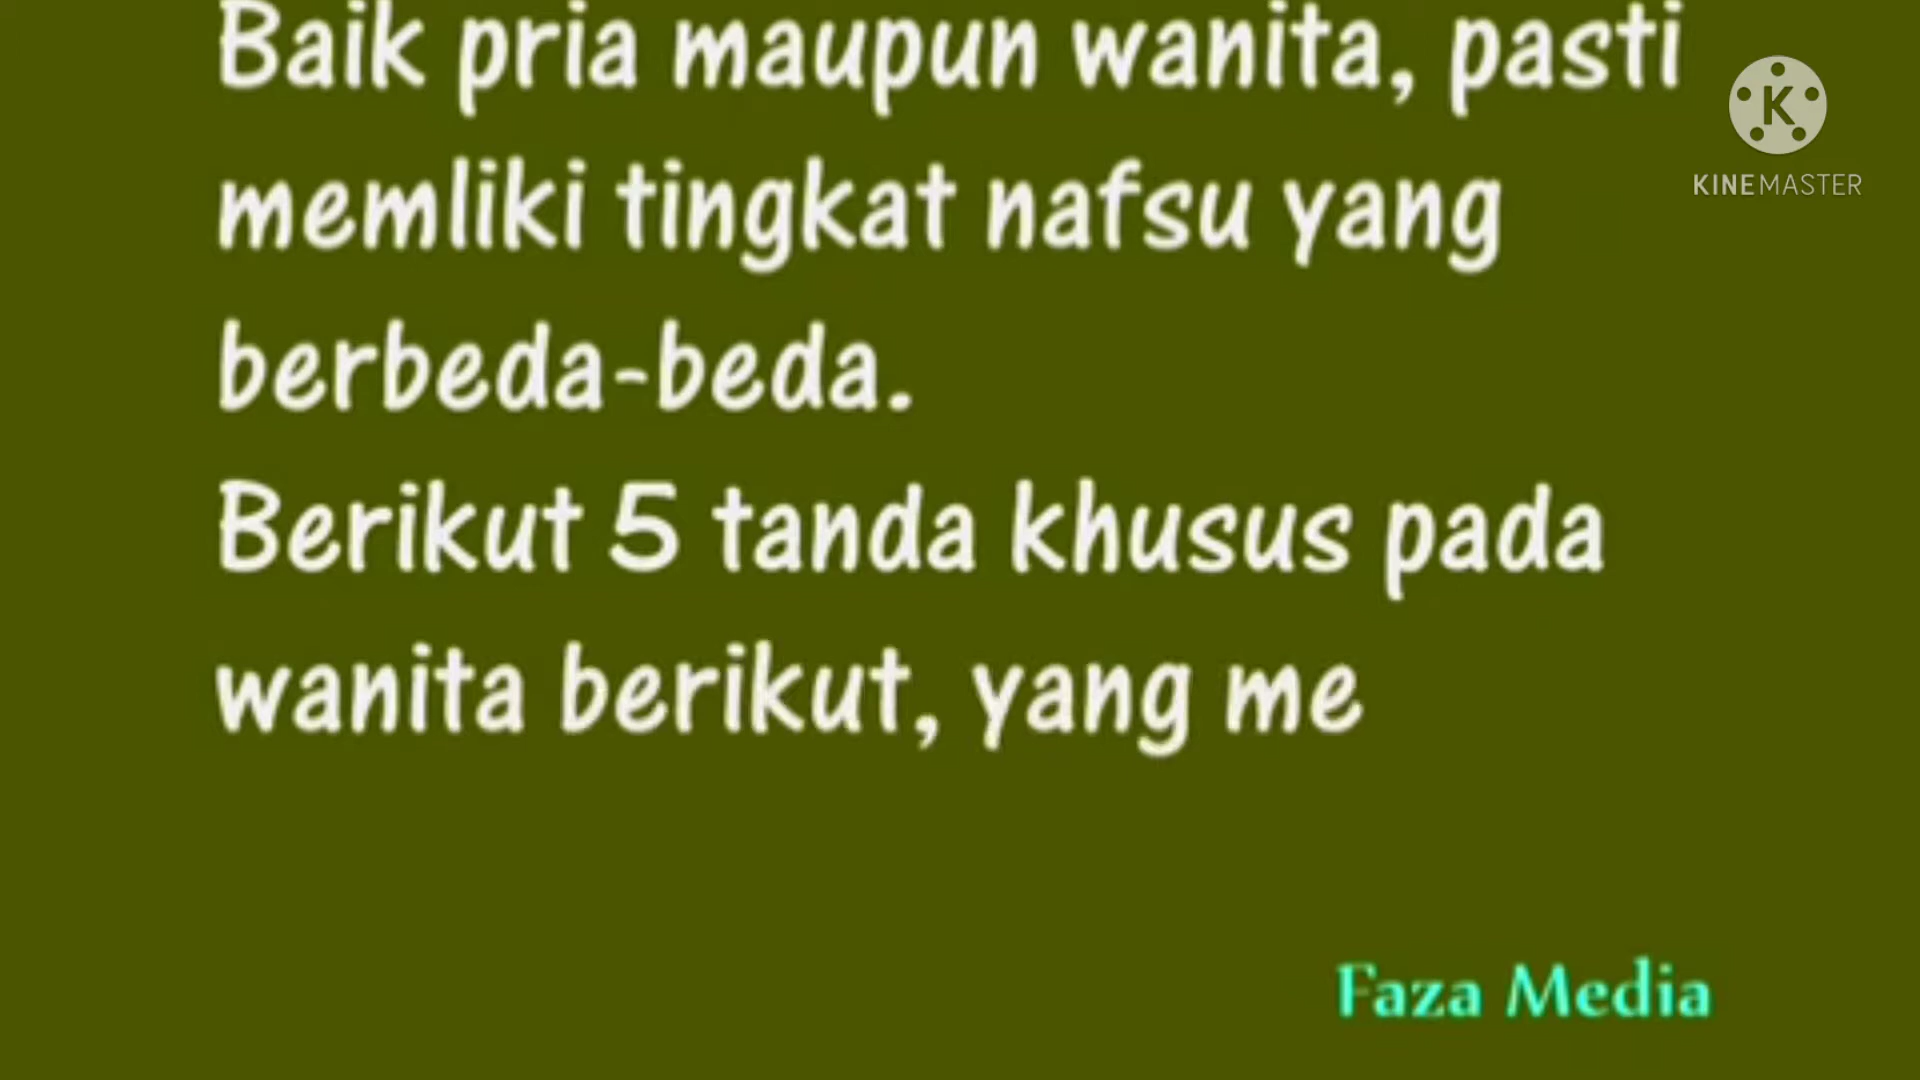 Baik pria maupun wanita, pasti
memliki tingkat nafsu yang
berbeda-beda.
Berikut 5 tanda khusus pada
wanita berikut, yang me
K
KINEMASTER
Faza Media